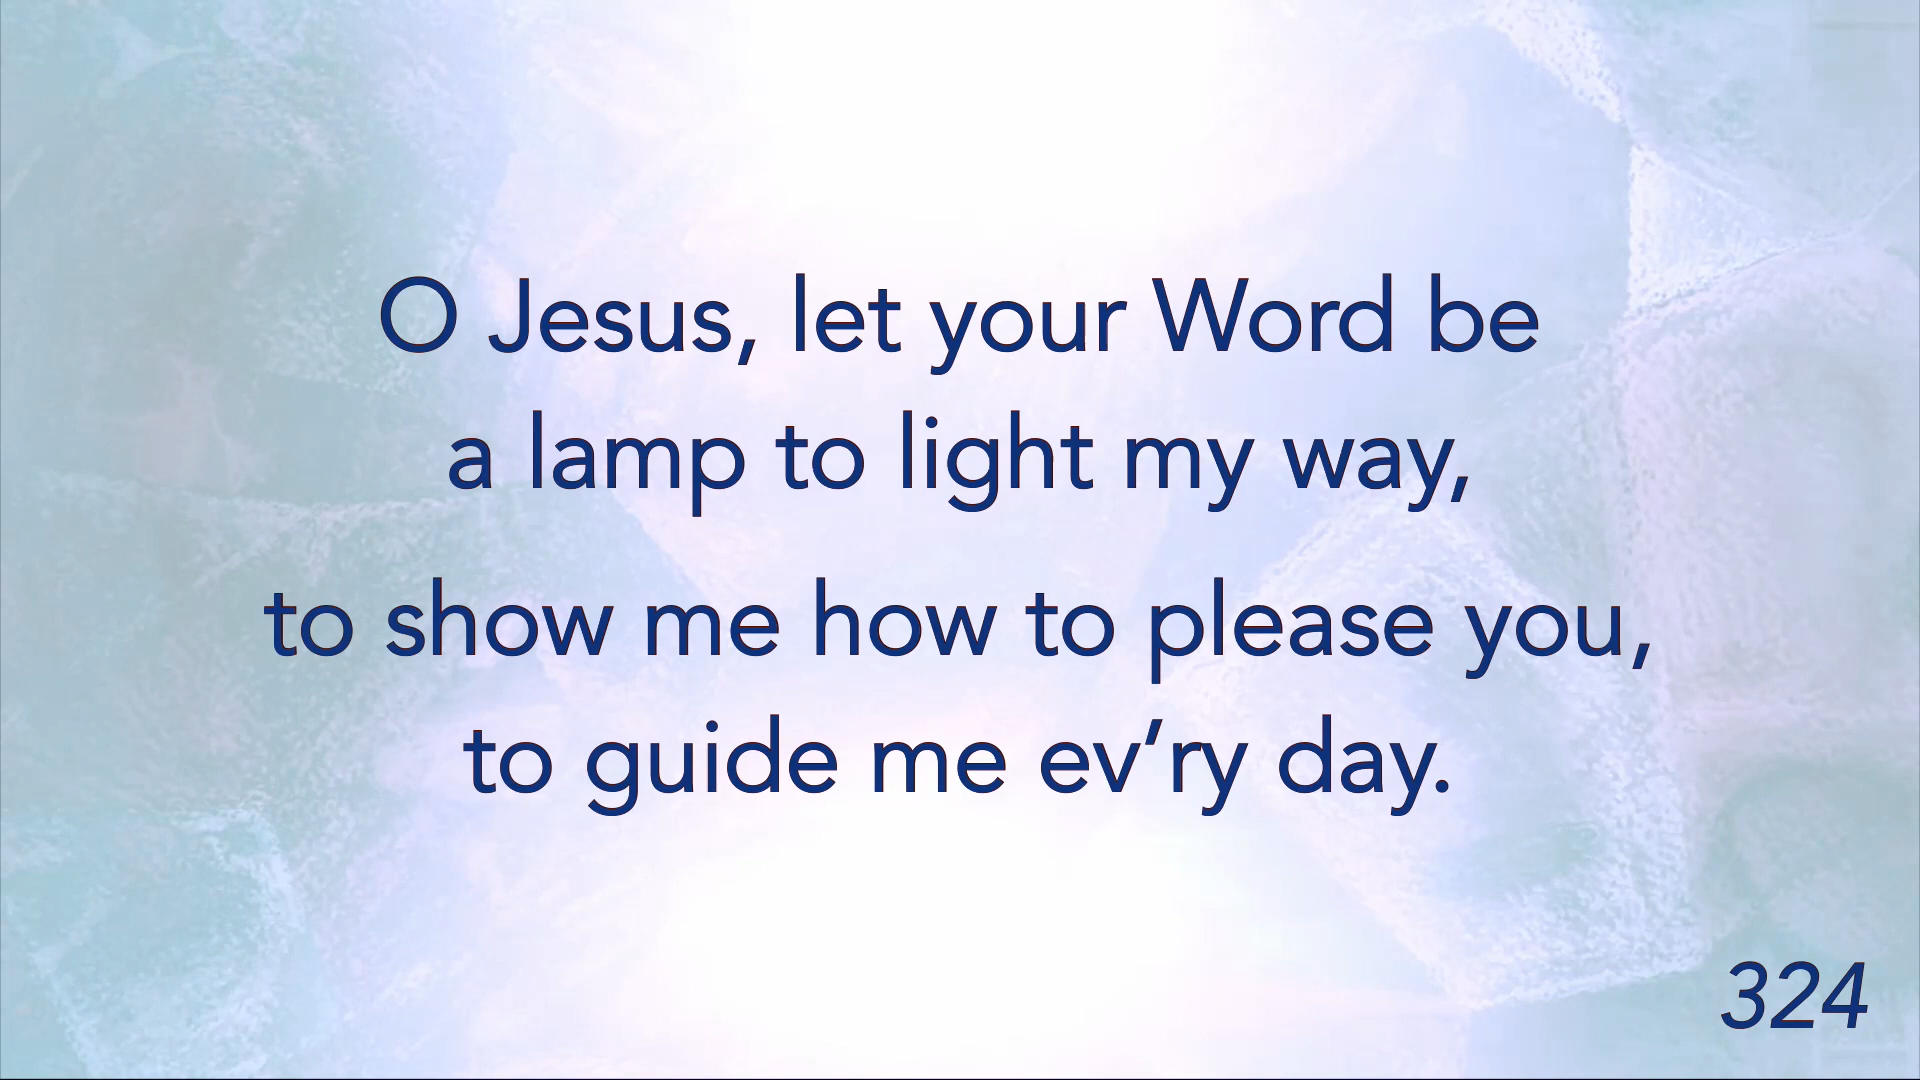 O Jesus, let your Word be
a lamp to light my way,
to show me how to please you,
to guide me ev’ry day.
324